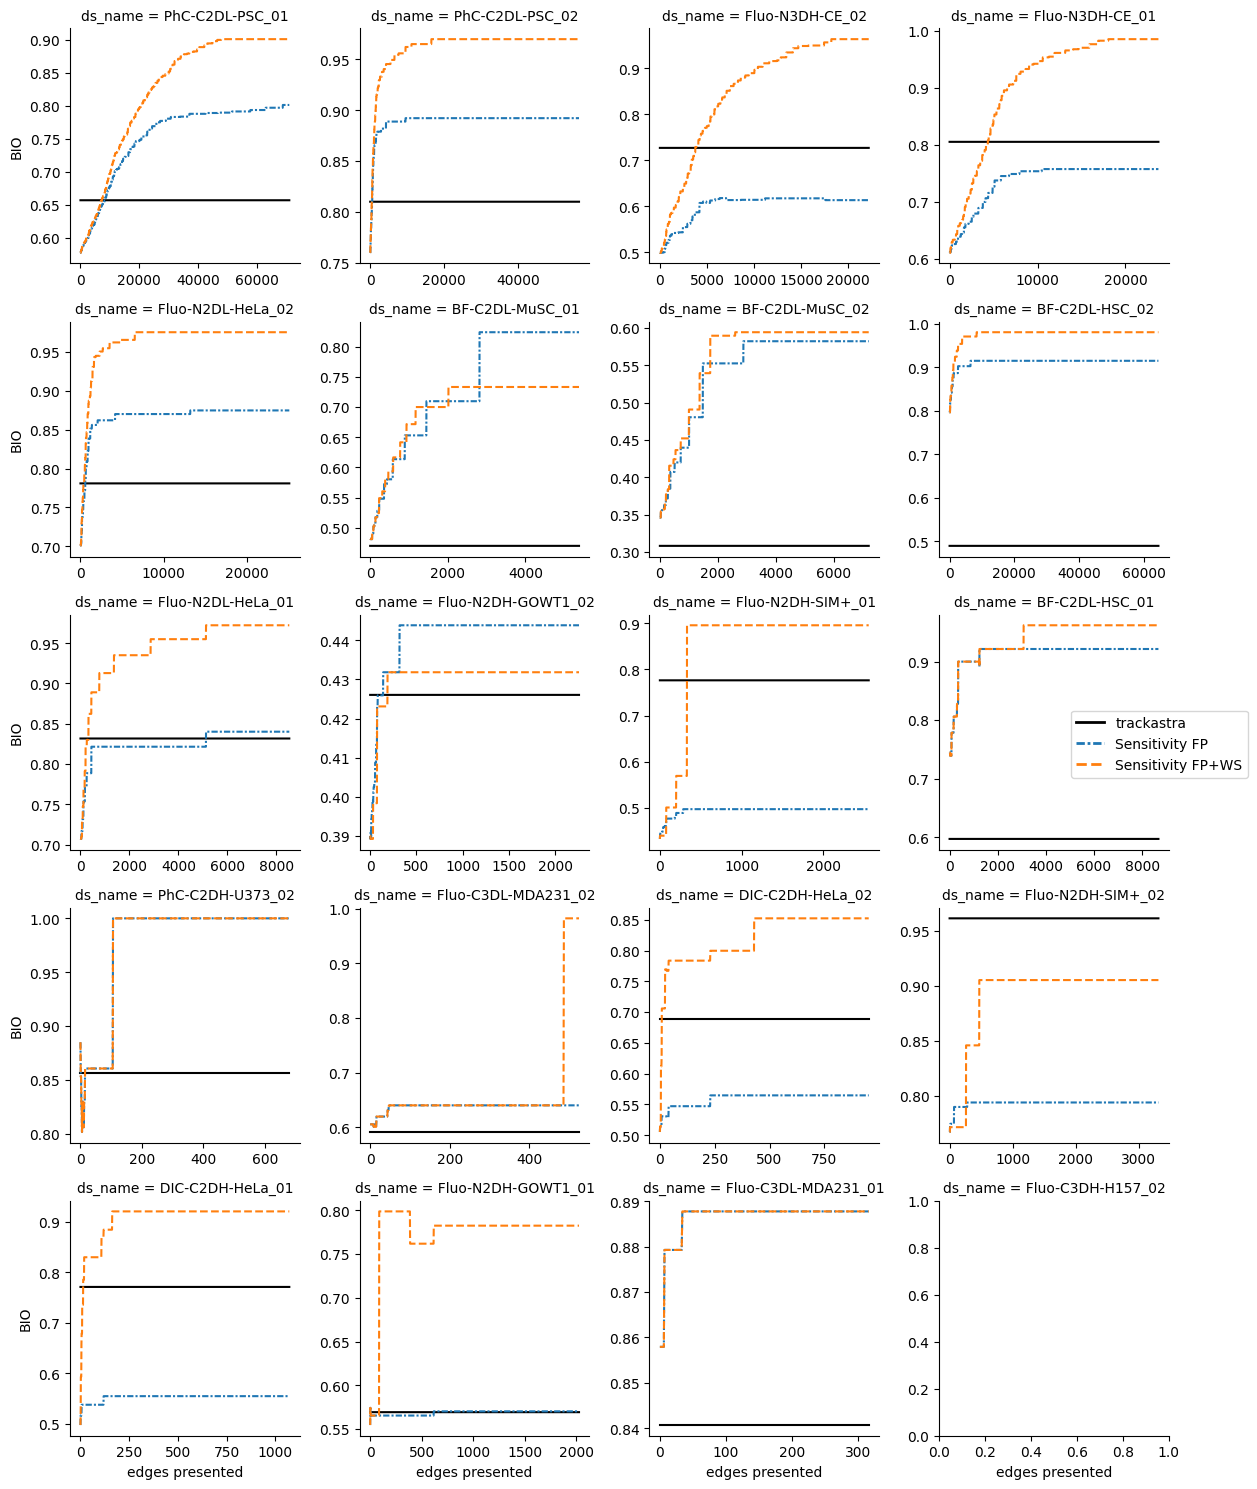 ds_name = PhC-C2DL-PSC_01
ds_name = PhC-C2DL-PSC_02
ds_name = Fluo-N3DH-CE_02
ds_name = Fluo-N3DH-CE_01
BIO
0.90
0.85
0.80
0.75
0.70
0.65
0.60
0 20000 40000 60000
0.95
0.90
0.85
0.80
0.75
0 20000 40000
0.9
0.8
0.7
0.6
0.5
0 5000 10000 15000 20000
1.0
0.9
0.8
0.7
0.6
0 10000 20000
ds_name = Fluo-N2DL-HeLa_02
ds_name = BF-C2DL-MuSC_01
ds_name = BF-C2DL-MuSC_02
ds_name = BF-C2DL-HSC_02
BIO
0.95
0.90
0.85
0.80
0.75
0.70
0 10000 20000
0.80
0.75
0.70
0.65
0.60
0.55
0.50
0 2000 4000
0.60
0.55
0.50
0.45
0.40
0.35
0.30
0 2000 4000 6000
1.0
0.9
0.8
0.7
0.6
0.5
0 20000 40000 60000
ds_name = Fluo-N2DL-HeLa_01
ds_name = Fluo-N2DH-GOWT1_02
ds_name = Fluo-N2DH-SIM+_01
ds_name = BF-C2DL-HSC_01
BIO
0.95
0.90
0.85
0.80
0.75
0.70
0 2000 4000 6000 8000
0.44
0.43
0.42
0.41
0.40
0.39
0 500 1000 1500 2000
0.9
0.8
0.7
0.6
0.5
0 1000 2000
0.9
0.8
0.7
0.6
0 2000 4000 6000 8000
trackastra
Sensitivity FP
Sensitivity FP+WS
ds_name = PhC-C2DH-U373_02
ds_name = Fluo-C3DL-MDA231_02
ds_name = DIC-C2DH-HeLa_02
ds_name = Fluo-N2DH-SIM+_02
BIO
1.00
0.95
0.90
0.85
0.80
0 200 400 600
1.0
0.9
0.8
0.7
0.6
0 200 400
0.85
0.80
0.75
0.70
0.65
0.60
0.55
0.50
0 250 500 750
0.95
0.90
0.85
0.80
0 1000 2000 3000
ds_name = DIC-C2DH-HeLa_01
ds_name = Fluo-N2DH-GOWT1_01
ds_name = Fluo-C3DL-MDA231_01
ds_name = Fluo-C3DH-H157_02
BIO
0.9
0.8
0.7
0.6
0.5
0 250 500 750 1000
edges presented
0.80
0.75
0.70
0.65
0.60
0.55
0 500 1000 1500 2000
edges presented
0.89
0.88
0.87
0.86
0.85
0.84
0 100 200 300
edges presented
1.0
0.8
0.6
0.4
0.2
0.0
0.0 0.2 0.4 0.6 0.8 1.0
edges presented